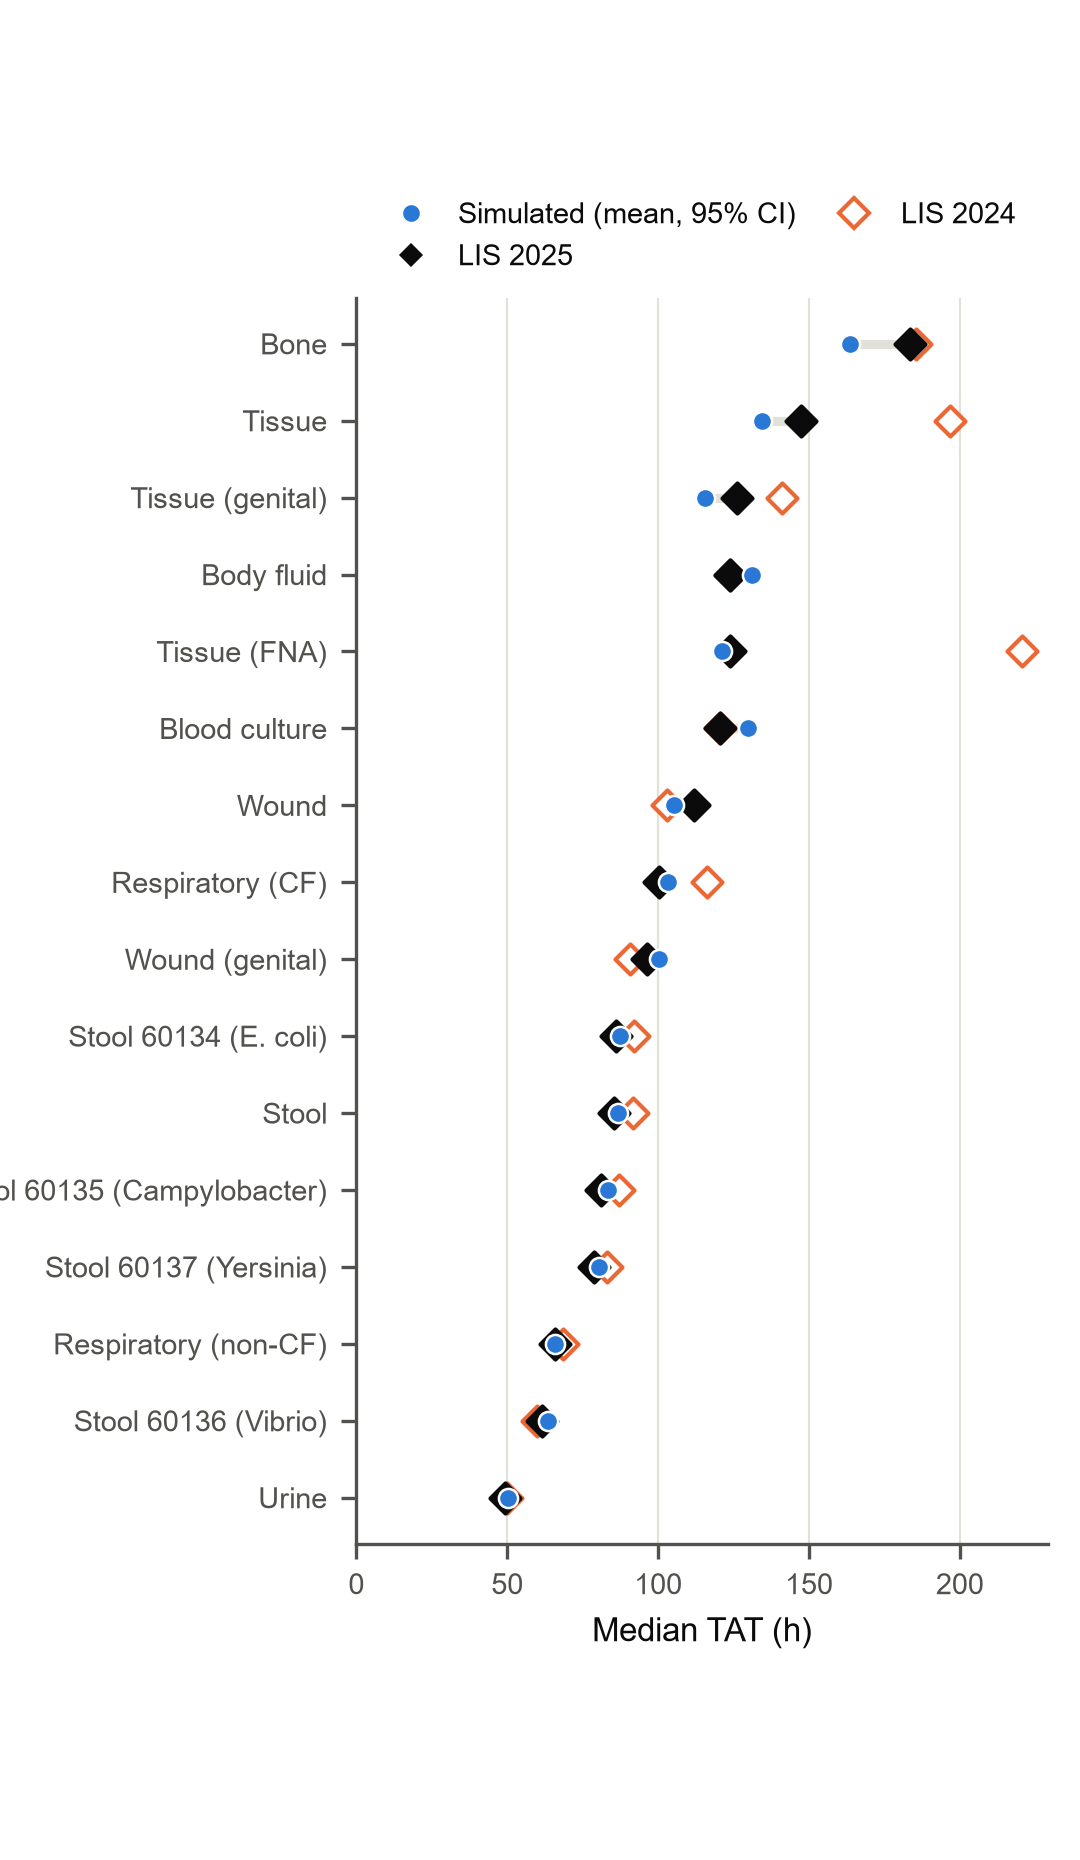 Simulated (mean, 95% CI) LIS 2024
LIS 2025
Bone
Tissue
Tissue (genital)
Body fluid
Tissue (FNA)
Blood culture
Wound
Respiratory (CF)
Wound (genital)
Stool 60134 (E. coli)
Stool
60135 (Campylobacter)
Stool 60137 (Yersinia)
Respiratory (non-CF)
Stool 60136 (Vibrio)
Urine
0 50 100 150 200
Median TAT (h)